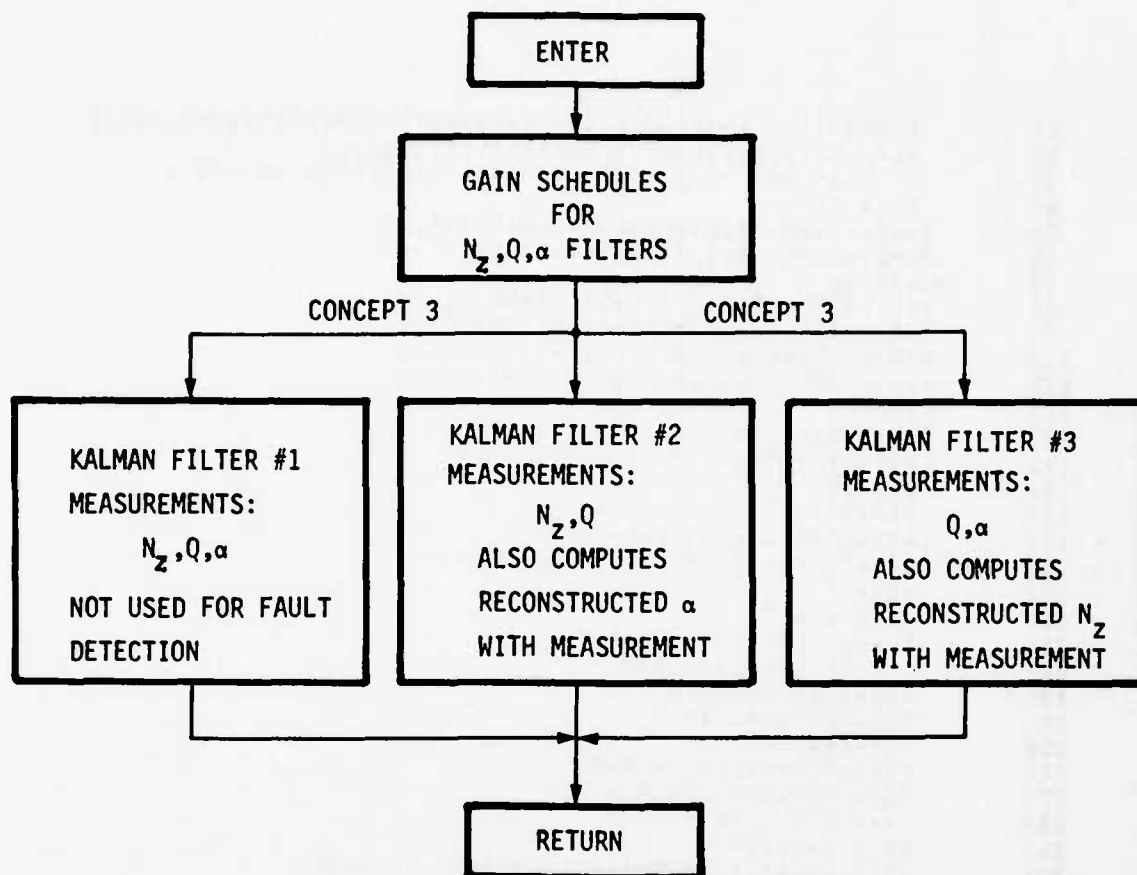 ENTER
GAIN SCHEDULES
FOR
N_z,Q,α FILTERS
CONCEPT 3
CONCEPT 3
KALMAN FILTER #1
MEASUREMENTS:
N_z,Q,α
NOT USED FOR FAULT
DETECTION
KALMAN FILTER #2
MEASUREMENTS:
N_z,Q
ALSO COMPUTES
RECONSTRUCTED α
WITH MEASUREMENT
KALMAN FILTER #3
MEASUREMENTS:
Q,α
ALSO COMPUTES
RECONSTRUCTED N_z
WITH MEASUREMENT
RETURN